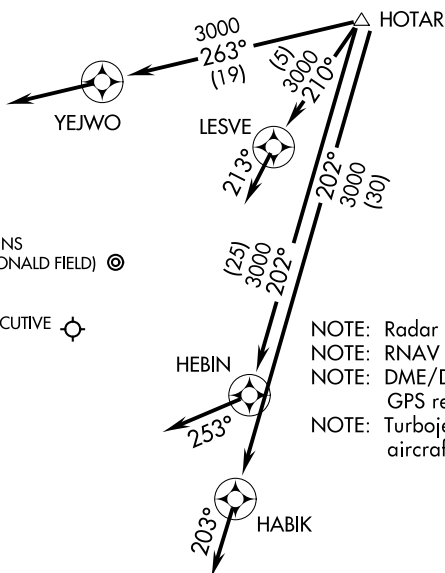 HOTAR
3000
263°
(19)
YEJWO
(5)
3000
210°
LESVE
213°
202°
3000
(30)
(25)
3000
202°
NS
ONALD FIELD)
CUTIVE
HEBIN
253°
NOTE: Radar
NOTE: RNAV
NOTE: DME/D
GPS re
NOTE: Turboje
aircraf
HABIK
203°